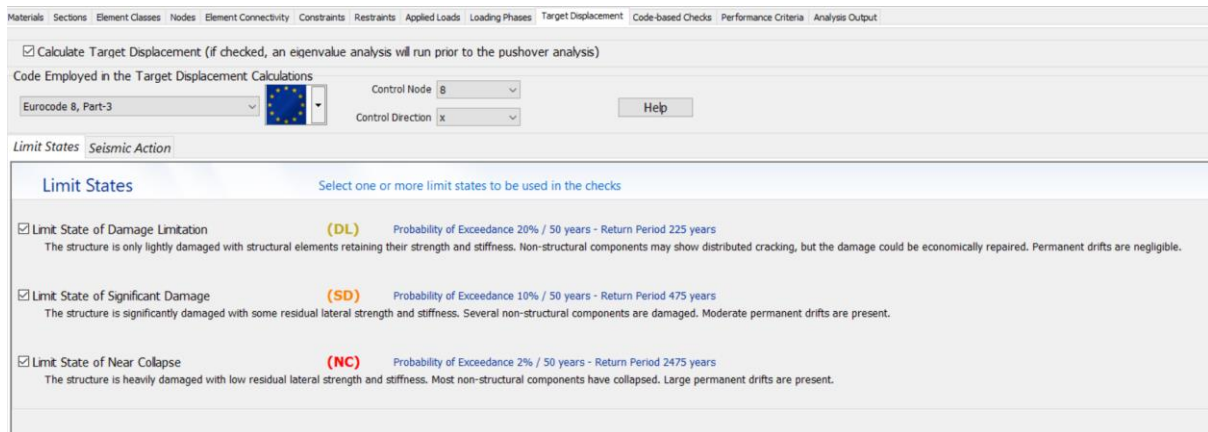 Materials Sections Element Classes Nodes Element Connectivity Constraints Restraints Applied Loads Loading Phases Target Displacement Code-based Checks Performance Criteria Analysis Output
Calculate Target Displacement (if checked, an eigenvalue analysis will run prior to the pushover analysis)
Code Employed in the Target Displacement Calculations
Eurocode 8, Part-3
Control Node 8
Control Direction x
Help
Limit States Seismic Action
Limit States Select one or more limit states to be used in the checks
Limit State of Damage Limitation (DL) Probability of Exceedance 20% / 50 years - Return Period 225 years
The structure is only lightly damaged with structural elements retaining their strength and stiffness. Non-structural components may show distributed cracking, but the damage could be economically repaired. Permanent drifts are negligible.
Limit State of Significant Damage (SD) Probability of Exceedance 10% / 50 years - Return Period 475 years
The structure is significantly damaged with some residual lateral strength and stiffness. Several non-structural components are damaged. Moderate permanent drifts are present.
Limit State of Near Collapse (NC) Probability of Exceedance 2% / 50 years - Return Period 2475 years
The structure is heavily damaged with low residual lateral strength and stiffness. Most non-structural components have collapsed. Large permanent drifts are present.